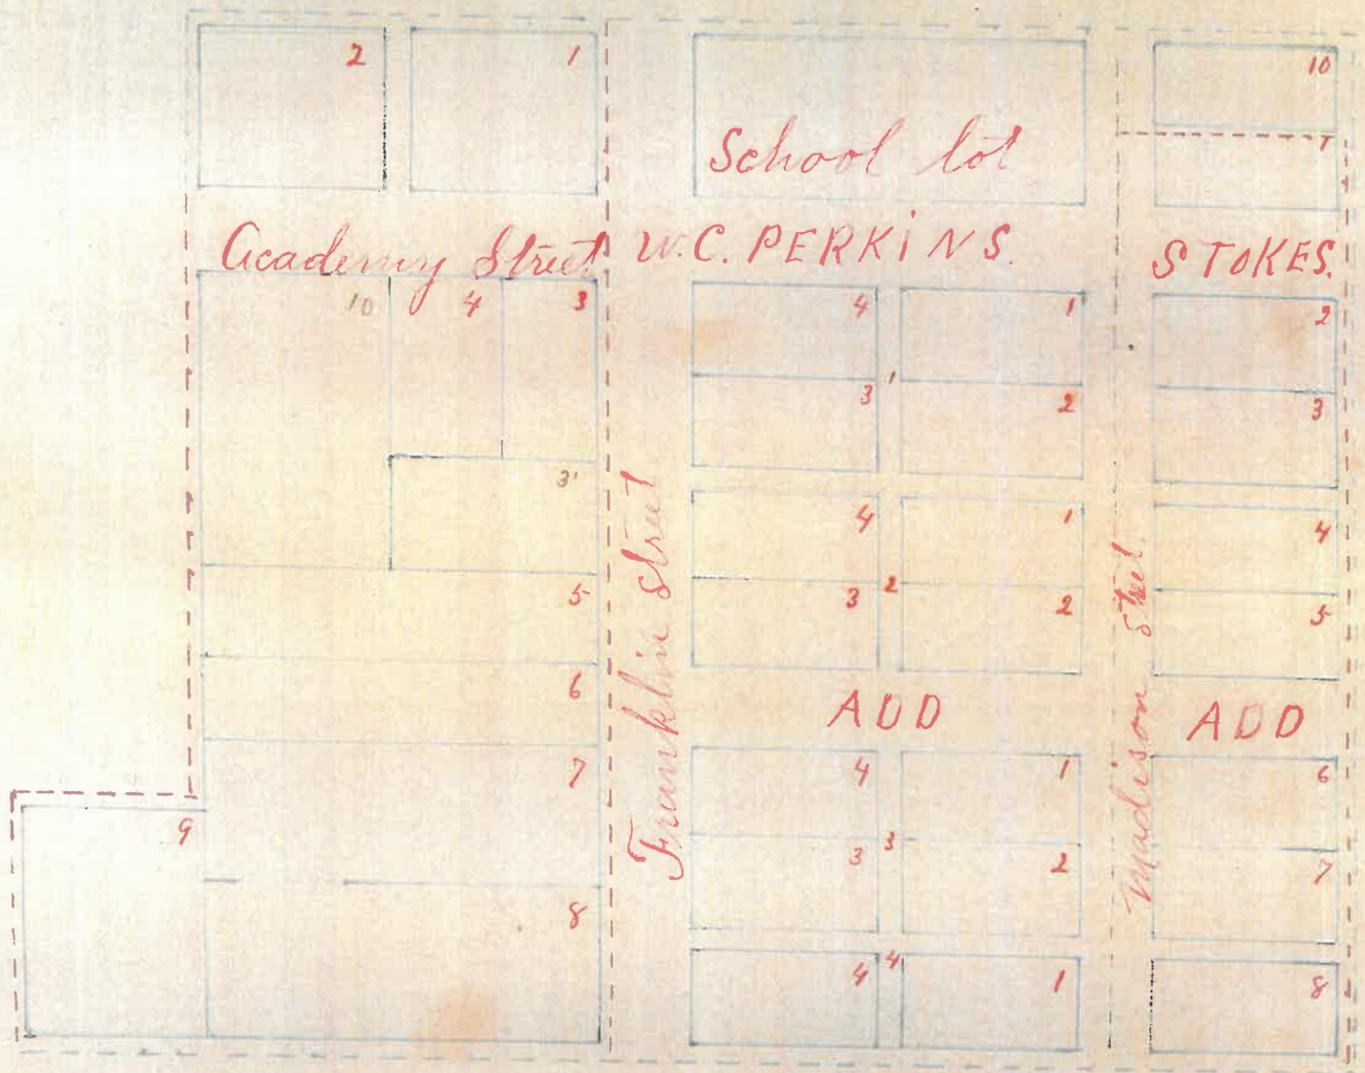 2 1 10
School lot
1
Academy Street W.C. PERKiNS. STOKES.
10 4 3 4 1 2
3 1 2 3
3'
4 1 4
5 3 2 2 5
Franklin Street
Madison Street
6
ADD ADD
7 4 1 6
9 3 3 2 7
8
4 4 1 8